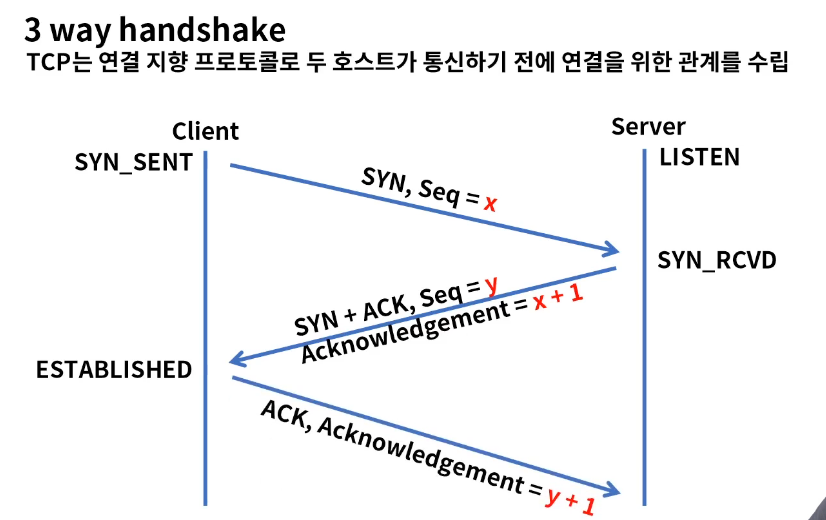 3 way handshake
TCP는 연결 지향 프로토콜로 두 호스트가 통신하기 전에 연결을 위한 관계를 수립
Client
Server
SYN_SENT
LISTEN
SYN, Seq = x
SYN_RCVD
SYN + ACK, Seq = y
Acknowledgement = x + 1
ESTABLISHED
ACK, Acknowledgement = y + 1